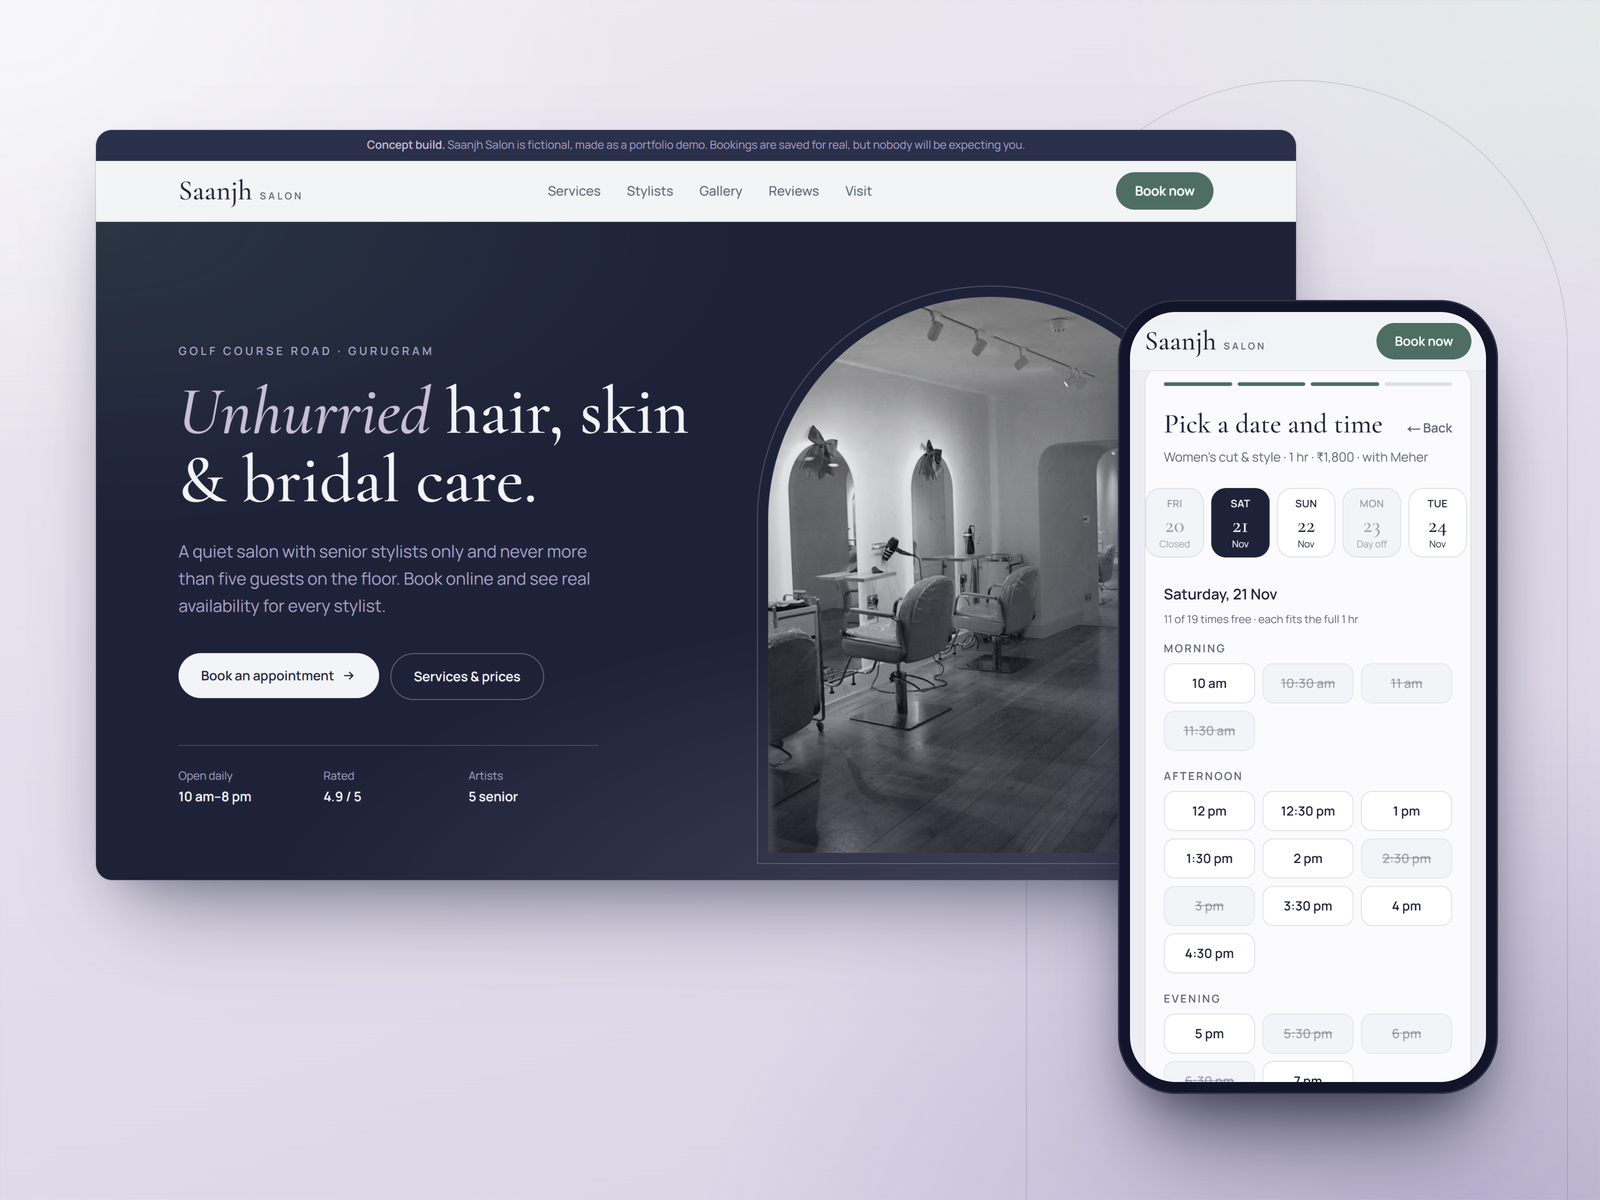 Concept build. Saanjh Salon is fictional, made as a portfolio demo. Bookings are saved for real, but nobody will be expecting you.
Saanjh SALON
Services Stylists Gallery Reviews Visit
Book now
GOLF COURSE ROAD · GURUGRAM
Unhurried hair, skin
& bridal care.
A quiet salon with senior stylists only and never more
than five guests on the floor. Book online and see real
availability for every stylist.
Book an appointment → Services & prices
Open daily Rated Artists
10 am–8 pm 4.9 / 5 5 senior
Saanjh SALON Book now
Pick a date and time ← Back
Women's cut & style · 1 hr · ₹1,800 · with Meher
FRI SAT SUN MON TUE
20 21 22 23 24
Closed Nov Nov Day off Nov
Saturday, 21 Nov
11 of 19 times free · each fits the full 1 hr
MORNING
10 am 10:30 am 11 am
11:30 am
AFTERNOON
12 pm 12:30 pm 1 pm
1:30 pm 2 pm 2:30 pm
3 pm 3:30 pm 4 pm
4:30 pm
EVENING
5 pm 5:30 pm 6 pm
6:30 pm 7 pm